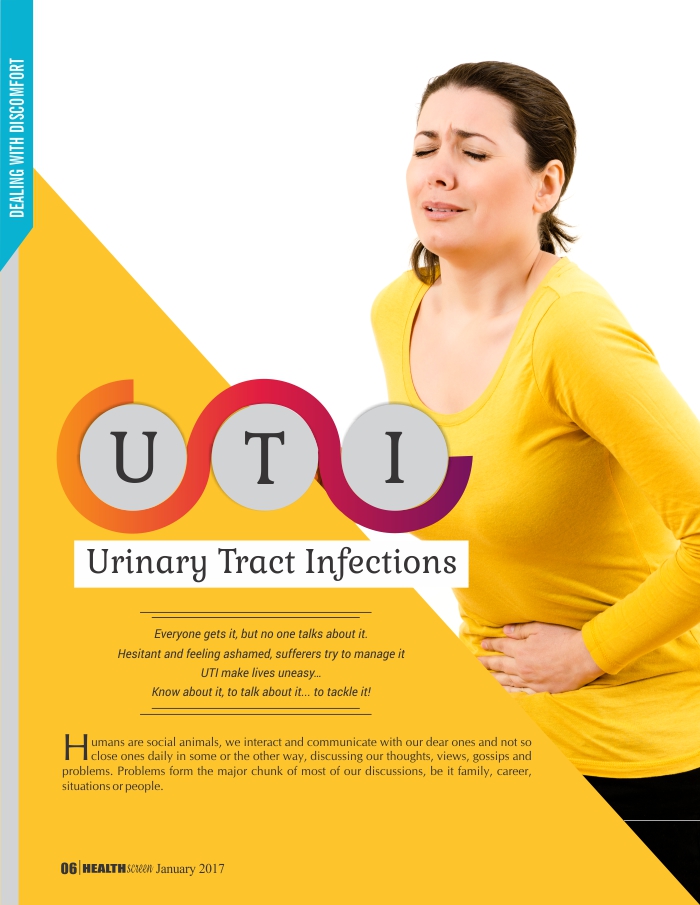 DEALING WITH DISCOMFORT
U T I
Urinary Tract Infections
Everyone gets it, but no one talks about it.
Hesitant and feeling ashamed, sufferers try to manage it
UTI make lives uneasy...
Know about it, to talk about it... to tackle it!
Humans are social animals, we interact and communicate with our dear ones and not so
close ones daily in some or the other way, discussing our thoughts, views, gossips and
problems. Problems form the major chunk of most of our discussions, be it family, career,
situations or people.
06 HEALTHscreen January 2017